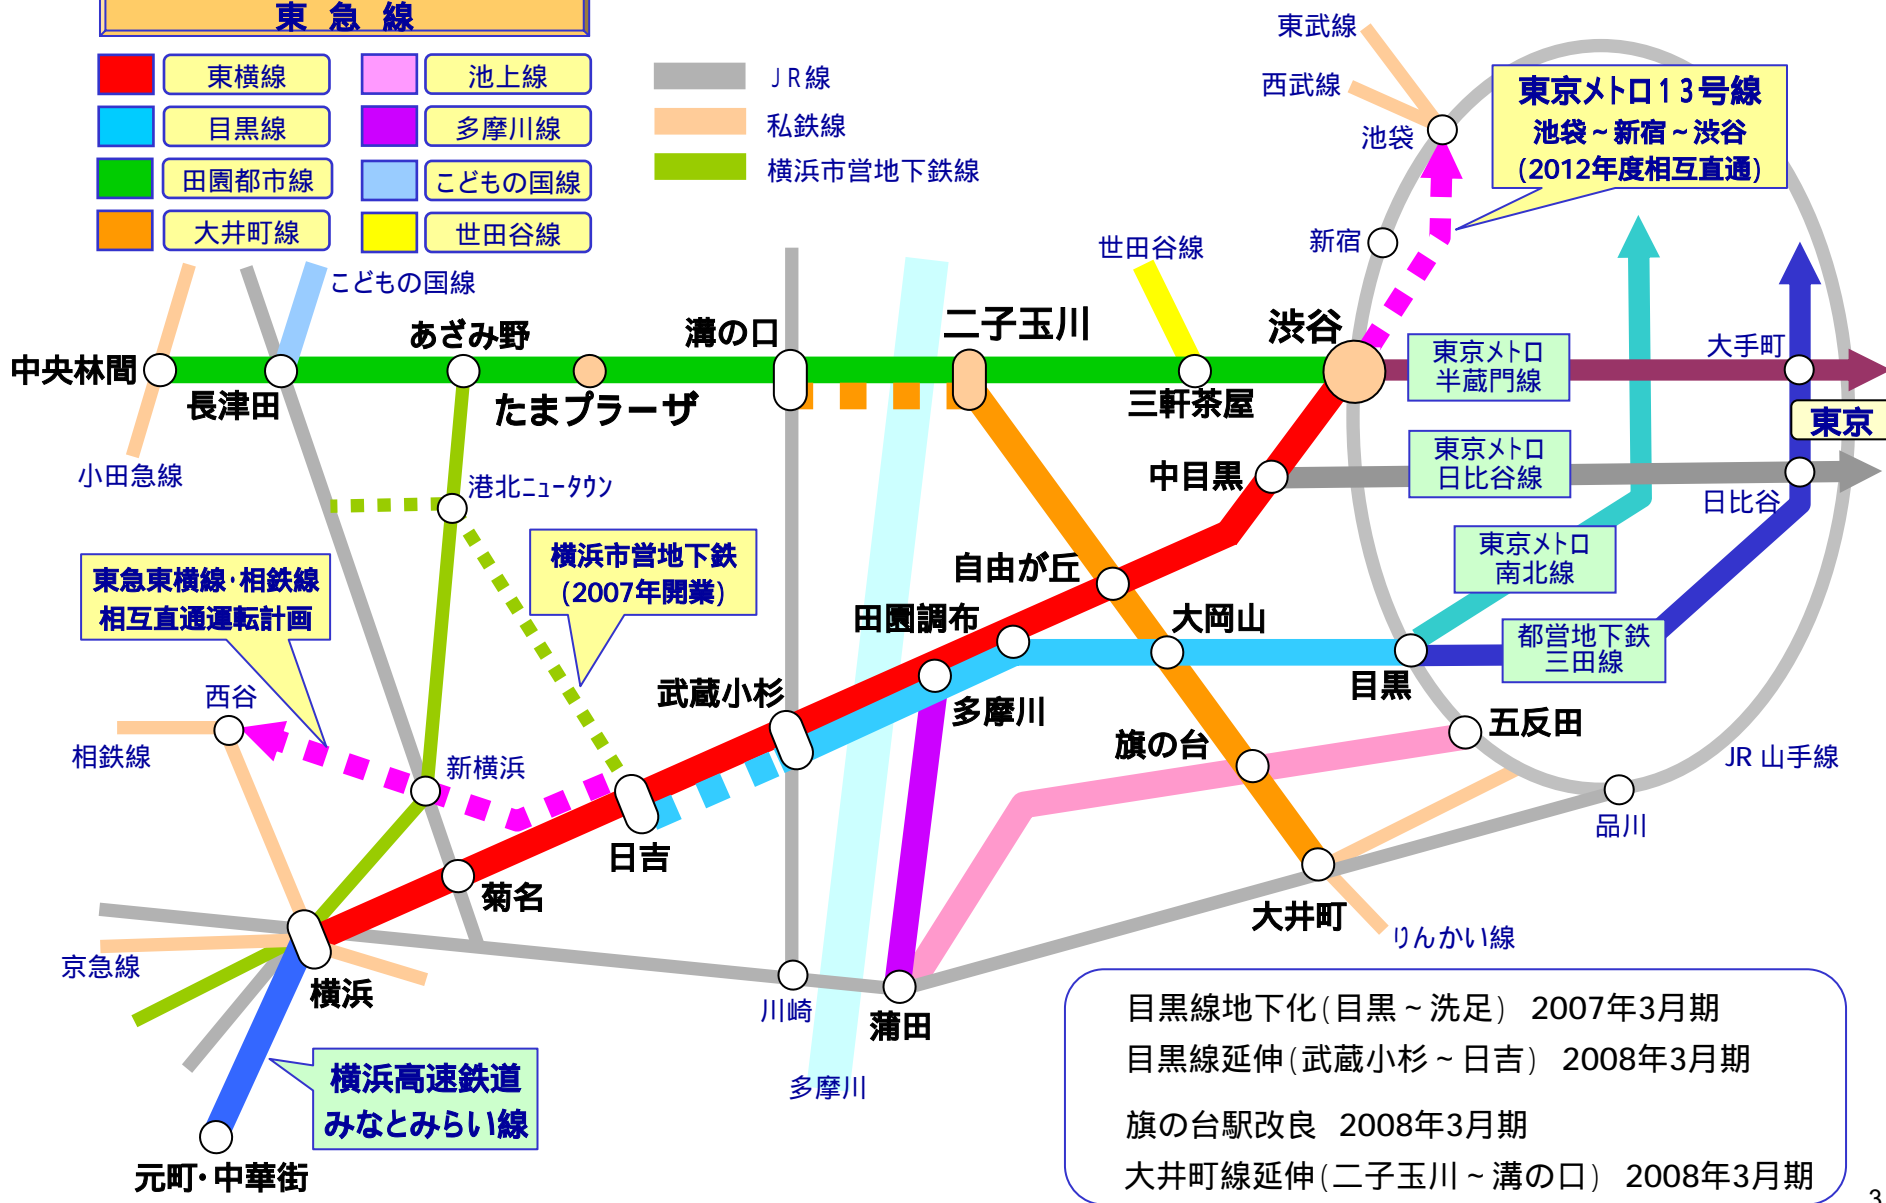 東 急 線
東横線
池上線
目黒線
多摩川線
田園都市線
こどもの国線
大井町線
世田谷線
JR線
私鉄線
横浜市営地下鉄線
東武線
西武線
池袋
東京メトロ13号線
池袋~新宿~渋谷
(2012年度相互直通)
新宿
世田谷線
こどもの国線
あざみ野
溝の口
二子玉川
渋谷
中央林間
長津田
たまプラーザ
三軒茶屋
東京メトロ
半蔵門線
大手町
東京
小田急線
港北ニュータウン
中目黒
東京メトロ
日比谷線
日比谷
東急東横線・相鉄線
相互直通運転計画
横浜市営地下鉄
(2007年開業)
自由が丘
東京メトロ
南北線
田園調布
大岡山
都営地下鉄
三田線
目黒
西谷
武蔵小杉
多摩川
旗の台
五反田
相鉄線
新横浜
JR 山手線
品川
日吉
菊名
大井町
りんかい線
京急線
横浜
川崎
蒲田
多摩川
横浜高速鉄道
みなとみらい線
元町・中華街
目黒線地下化(目黒~洗足) 2007年3月期
目黒線延伸(武蔵小杉~日吉) 2008年3月期
旗の台駅改良 2008年3月期
大井町線延伸(二子玉川~溝の口) 2008年3月期
3